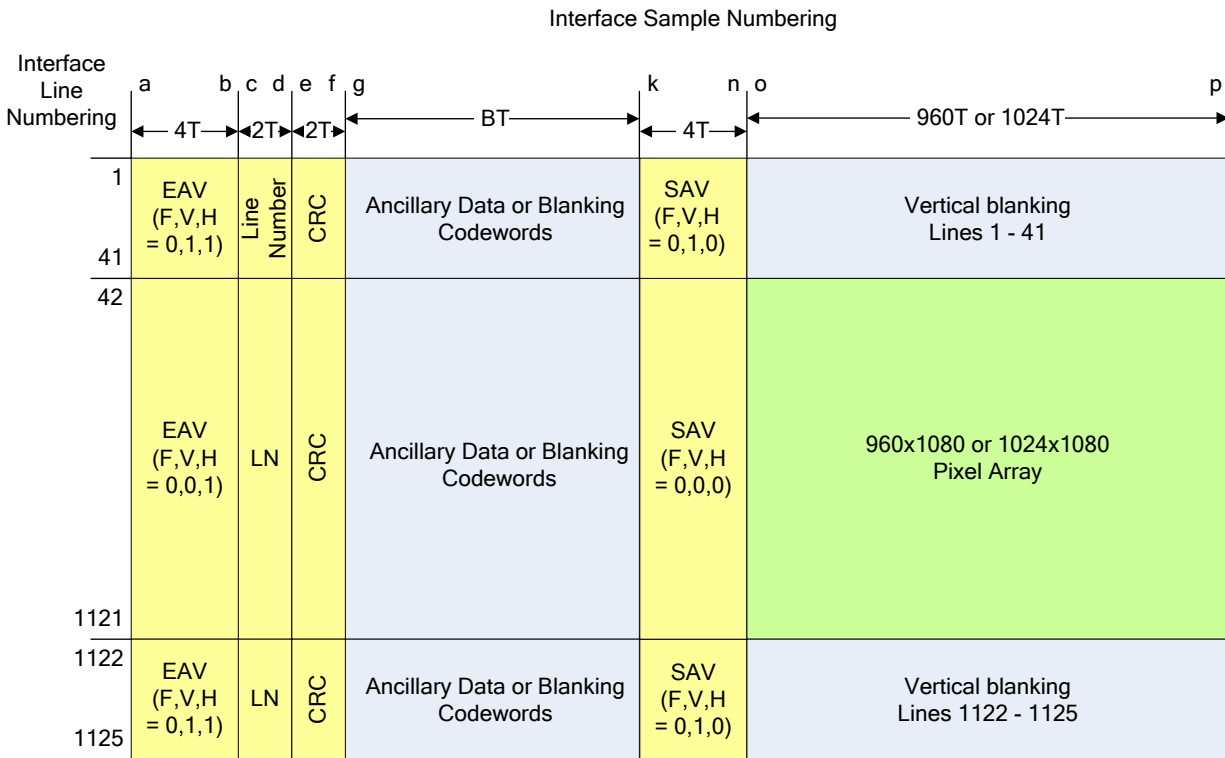 Interface Sample Numbering
Interface
Line
Numbering
a b c d e f g k n o p
4T 2T 2T BT 4T 960T or 1024T
1
41
EAV
(F,V,H
= 0,1,1)
Line
Number
CRC
Ancillary Data or Blanking
Codewords
SAV
(F,V,H
= 0,1,0)
Vertical blanking
Lines 1 - 41
42
1121
EAV
(F,V,H
= 0,0,1)
LN
CRC
Ancillary Data or Blanking
Codewords
SAV
(F,V,H
= 0,0,0)
960x1080 or 1024x1080
Pixel Array
1122
1125
EAV
(F,V,H
= 0,1,1)
LN
CRC
Ancillary Data or Blanking
Codewords
SAV
(F,V,H
= 0,1,0)
Vertical blanking
Lines 1122 - 1125